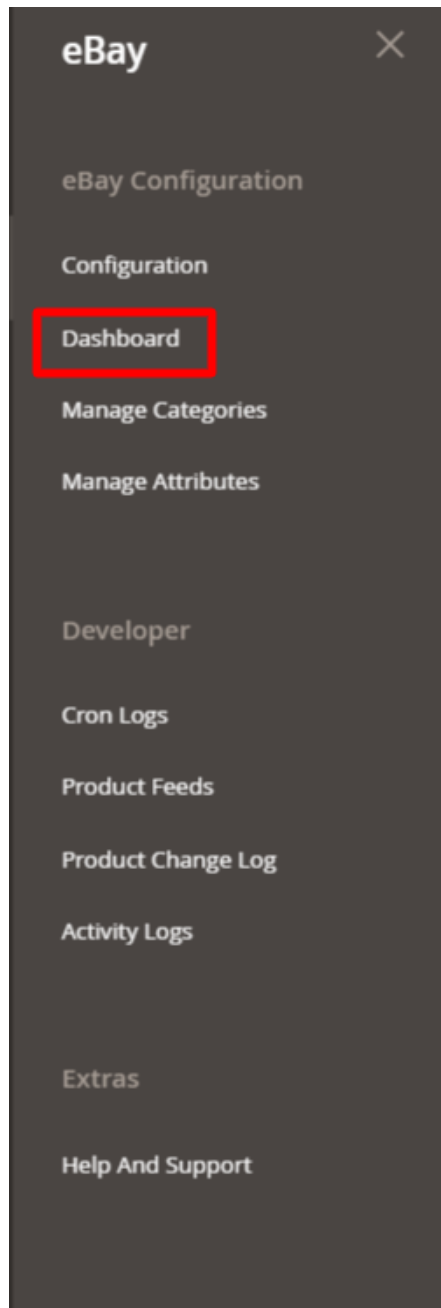 eBay
eBay Configuration
Configuration
Dashboard
Manage Categories
Manage Attributes
Developer
Cron Logs
Product Feeds
Product Change Log
Activity Logs
Extras
Help And Support